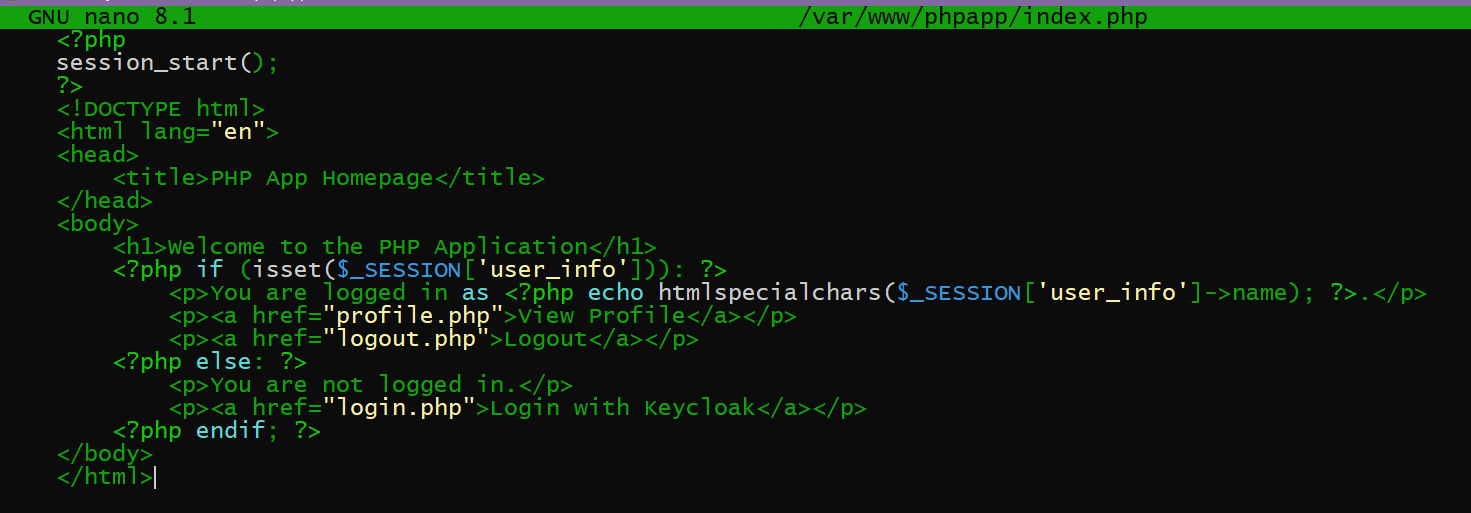 GNU nano 8.1 /var/www/phpapp/index.php
<?php
session_start();
?>
<!DOCTYPE html>
<html lang="en">
<head>
    <title>PHP App Homepage</title>
</head>
<body>
    <h1>Welcome to the PHP Application</h1>
    <?php if (isset($_SESSION['user_info'])): ?>
        <p>You are logged in as <?php echo htmlspecialchars($_SESSION['user_info']->name); ?>.</p>
        <p><a href="profile.php">View Profile</a></p>
        <p><a href="logout.php">Logout</a></p>
    <?php else: ?>
        <p>You are not logged in.</p>
        <p><a href="login.php">Login with Keycloak</a></p>
    <?php endif; ?>
</body>
</html>